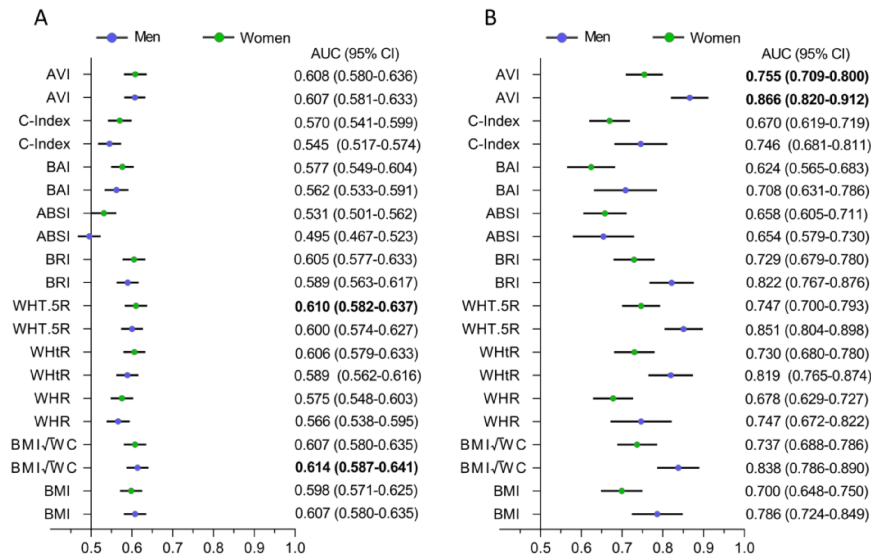 A
Men Women
AUC (95% CI)
AVI 0.608 (0.580-0.636)
AVI 0.607 (0.581-0.633)
C-Index 0.570 (0.541-0.599)
C-Index 0.545 (0.517-0.574)
BAI 0.577 (0.549-0.604)
BAI 0.562 (0.533-0.591)
ABSI 0.531 (0.501-0.562)
ABSI 0.495 (0.467-0.523)
BRI 0.605 (0.577-0.633)
BRI 0.589 (0.563-0.617)
WHT.5R 0.610 (0.582-0.637)
WHT.5R 0.600 (0.574-0.627)
WHtR 0.606 (0.579-0.633)
WHtR 0.589 (0.562-0.616)
WHR 0.575 (0.548-0.603)
WHR 0.566 (0.538-0.595)
BMI√WC 0.607 (0.580-0.635)
BMI√WC 0.614 (0.587-0.641)
BMI 0.598 (0.571-0.625)
BMI 0.607 (0.580-0.635)
0.5 0.6 0.7 0.8 0.9 1.0
B
Men Women
AUC (95% CI)
AVI 0.755 (0.709-0.800)
AVI 0.866 (0.820-0.912)
C-Index 0.670 (0.619-0.719)
C-Index 0.746 (0.681-0.811)
BAI 0.624 (0.565-0.683)
BAI 0.708 (0.631-0.786)
ABSI 0.658 (0.605-0.711)
ABSI 0.654 (0.579-0.730)
BRI 0.729 (0.679-0.780)
BRI 0.822 (0.767-0.876)
WHT.5R 0.747 (0.700-0.793)
WHT.5R 0.851 (0.804-0.898)
WHtR 0.730 (0.680-0.780)
WHtR 0.819 (0.765-0.874)
WHR 0.678 (0.629-0.727)
WHR 0.747 (0.672-0.822)
BMI√WC 0.737 (0.688-0.786)
BMI√WC 0.838 (0.786-0.890)
BMI 0.700 (0.648-0.750)
BMI 0.786 (0.724-0.849)
0.5 0.6 0.7 0.8 0.9 1.0